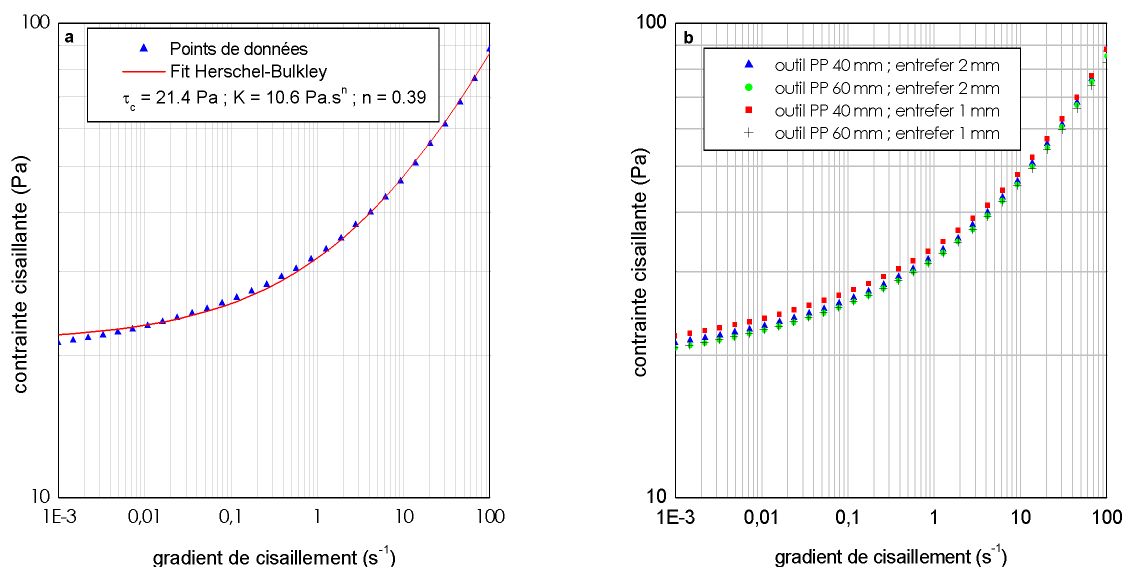 a
Points de données
Fit Herschel-Bulkley
τc = 21.4 Pa ; K = 10.6 Pa.sⁿ ; n = 0.39
100
10
contrainte cisaillante (Pa)
1E-3 0,01 0,1 1 10 100
gradient de cisaillement (s⁻¹)
b
outil PP 40 mm ; entrefer 2 mm
outil PP 60 mm ; entrefer 2 mm
outil PP 40 mm ; entrefer 1 mm
outil PP 60 mm ; entrefer 1 mm
100
10
contrainte cisaillante (Pa)
1E-3 0,01 0,1 1 10 100
gradient de cisaillement (s⁻¹)